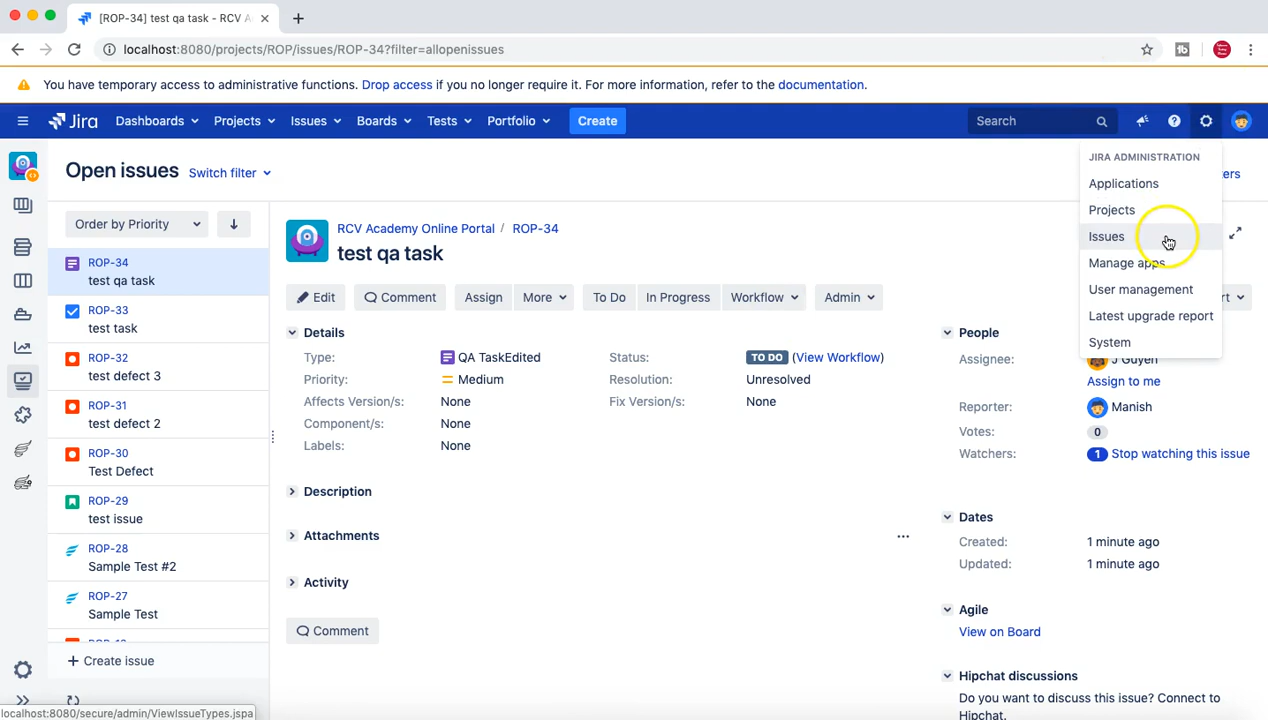 [ROP-34] test qa task - RCV A
localhost:8080/projects/ROP/issues/ROP-34?filter=allopenissues
You have temporary access to administrative functions. Drop access if you no longer require it. For more information, refer to the documentation.
Jira Dashboards Projects Issues Boards Tests Portfolio Create Search
JIRA ADMINISTRATION
Applications
Projects
Issues
Manage apps
User management
Latest upgrade report
System
Open issues Switch filter
Order by Priority
ROP-34
test qa task
ROP-33
test task
ROP-32
test defect 3
ROP-31
test defect 2
ROP-30
Test Defect
ROP-29
test issue
ROP-28
Sample Test #2
ROP-27
Sample Test
+ Create issue
RCV Academy Online Portal / ROP-34
test qa task
Edit Comment Assign More To Do In Progress Workflow Admin
Details
Type: QA TaskEdited Status: TO DO (View Workflow)
Priority: Medium Resolution: Unresolved
Affects Version/s: None Fix Version/s: None
Component/s: None
Labels: None
Description
Attachments
Activity
Comment
People
Assignee: J Guyen
Assign to me
Reporter: Manish
Votes: 0
Watchers: 1 Stop watching this issue
Dates
Created: 1 minute ago
Updated: 1 minute ago
Agile
View on Board
Hipchat discussions
Do you want to discuss this issue? Connect to
Hipchat.
localhost:8080/secure/admin/ViewIssueTypes.jspa